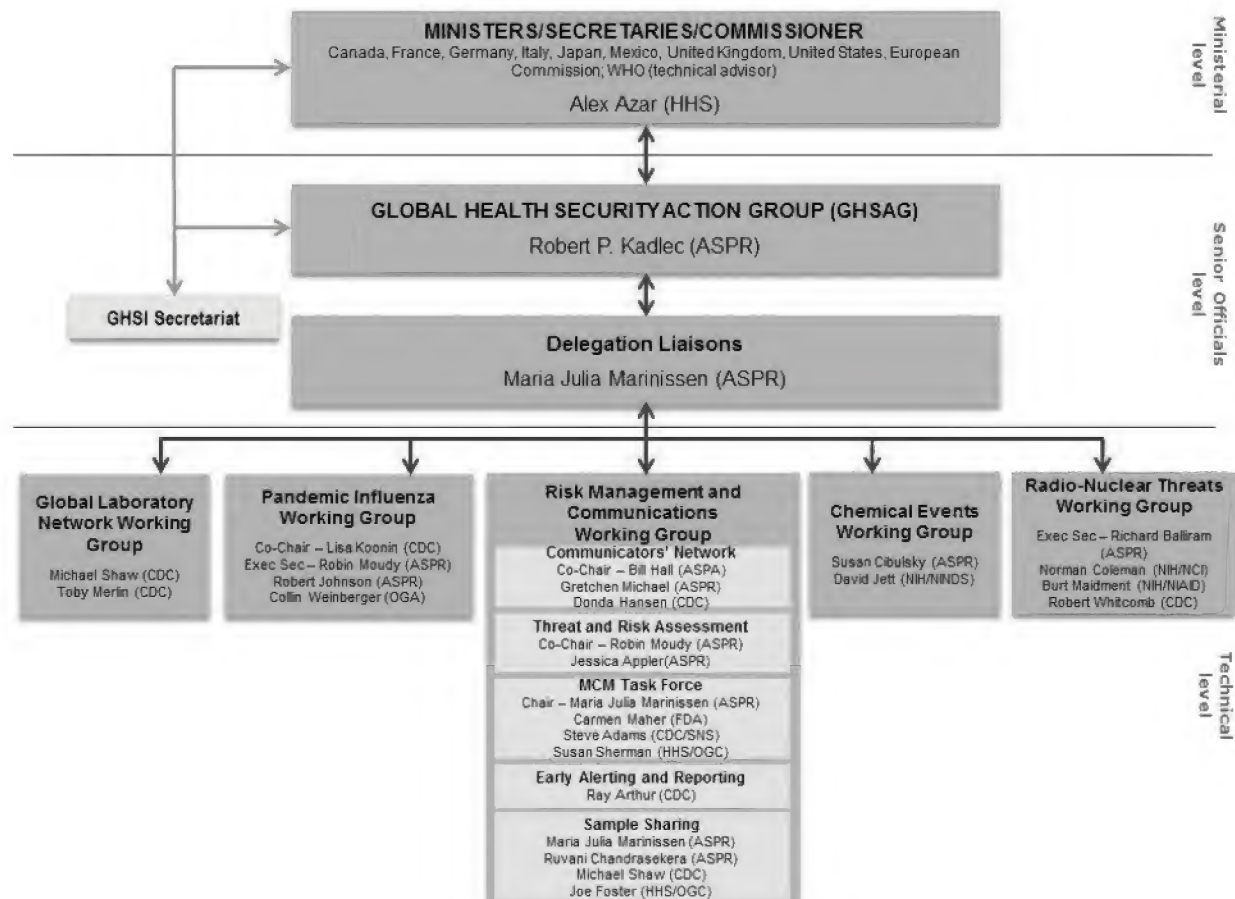 MINISTERS/SECRETARIES/COMMISSIONER
Canada, France, Germany, Italy, Japan, Mexico, United Kingdom, United States, European
Commission; WHO (technical advisor)
Alex Azar (HHS)
Ministerial
level
GLOBAL HEALTH SECURITY ACTION GROUP (GHSAG)
Robert P. Kadlec (ASPR)
GHSI Secretariat
Delegation Liaisons
Maria Julia Marinissen (ASPR)
Senior Officials
level
Global Laboratory
Network Working
Group
Michael Shaw (CDC)
Toby Merlin (CDC)
Pandemic Influenza
Working Group
Co-Chair – Lisa Koonin (CDC)
Exec Sec – Robin Moudy (ASPR)
Robert Johnson (ASPR)
Collin Weinberger (OGA)
Risk Management and
Communications
Working Group
Communicators' Network
Co-Chair – Bill Hall (ASPA)
Gretchen Michael (ASPR)
Donda Hansen (CDC)
Threat and Risk Assessment
Co-Chair – Robin Moudy (ASPR)
Jessica Appler(ASPR)
MCM Task Force
Chair – Maria Julia Marinissen (ASPR)
Carmen Maher (FDA)
Steve Adams (CDC/SNS)
Susan Sherman (HHS/OGC)
Early Alerting and Reporting
Ray Arthur (CDC)
Sample Sharing
Maria Julia Marinissen (ASPR)
Ruvani Chandrasekera (ASPR)
Michael Shaw (CDC)
Joe Foster (HHS/OGC)
Chemical Events
Working Group
Susan Cibulsky (ASPR)
David Jett (NIH/NINDS)
Radio-Nuclear Threats
Working Group
Exec Sec – Richard Balliram
(ASPR)
Norman Coleman (NIH/NCI)
Burt Maidment (NIH/NIAID)
Robert Whitcomb (CDC)
Technical
level